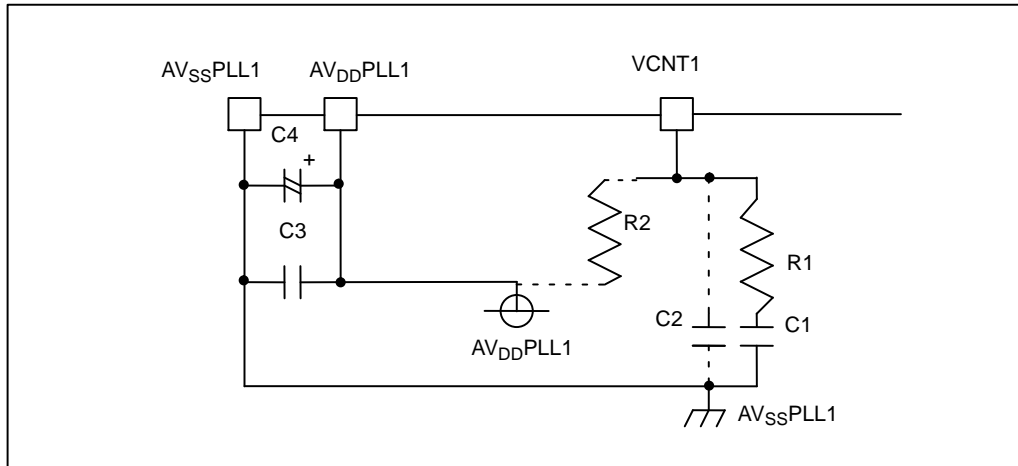 AVSSPLL1
AVDDPLL1
VCNT1
C4
+
C3
R2
R1
C2
C1
AVDDPLL1
AVSSPLL1